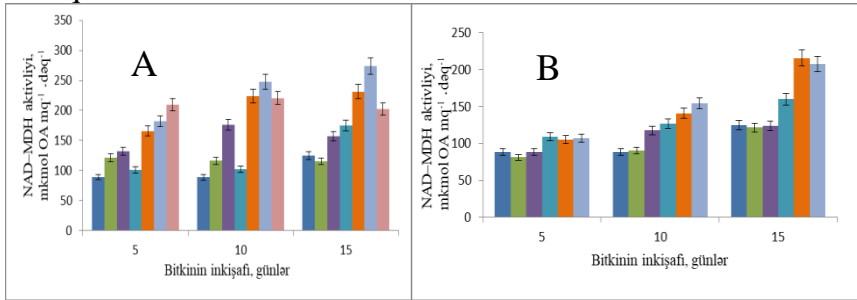 A
NAD–MDH aktivliyi,
mkmol OA mq⁻¹ ·dəq⁻¹
350
300
250
200
150
100
50
0
5 10 15
Bitkinin inkişafı, günlər
B
NAD–MDH aktivliyi,
mkmol OA mq⁻¹ ·dəq⁻¹
250
200
150
100
50
0
5 10 15
Bitkinin inkişafı, günlər